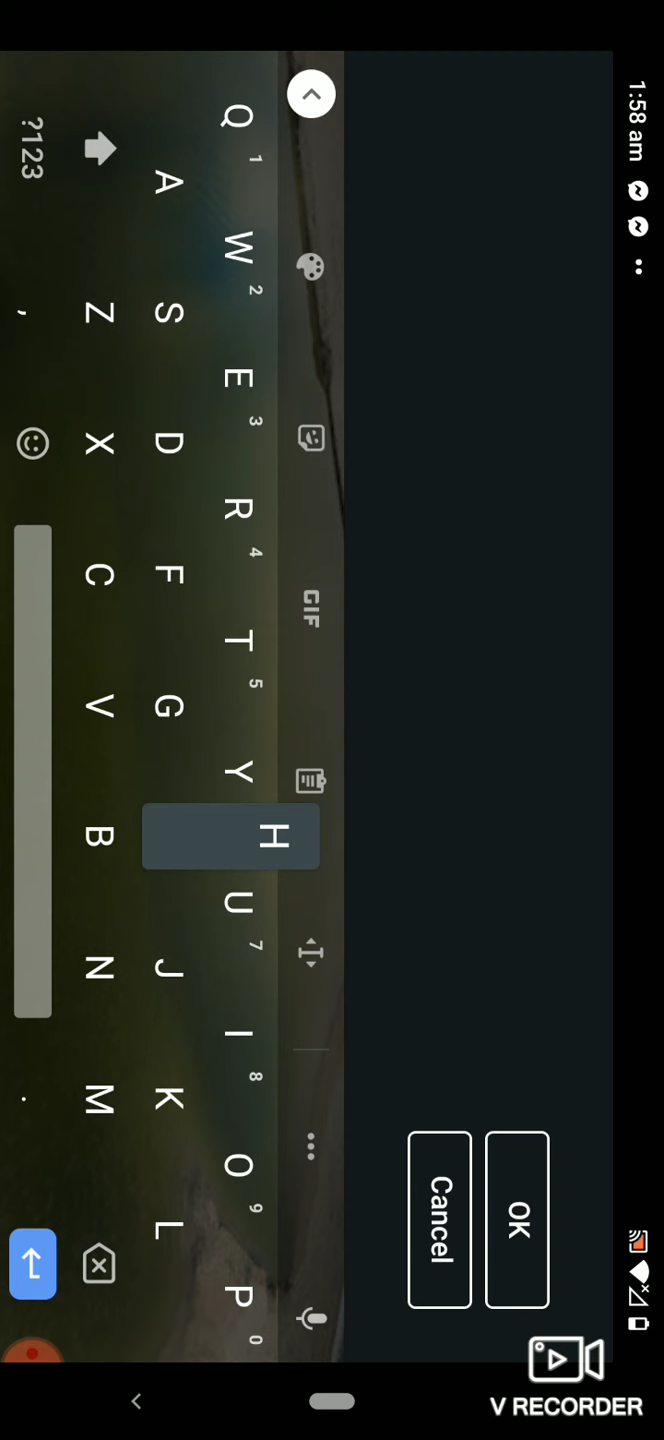 1:58 am
OK
Cancel
GIF
Q 1 W 2 E 3 R 4 T 5 Y U 7 I 8 O 9 P 0
A S D F G H J K L
Z X C V B N M
?123 , .
V RECORDER